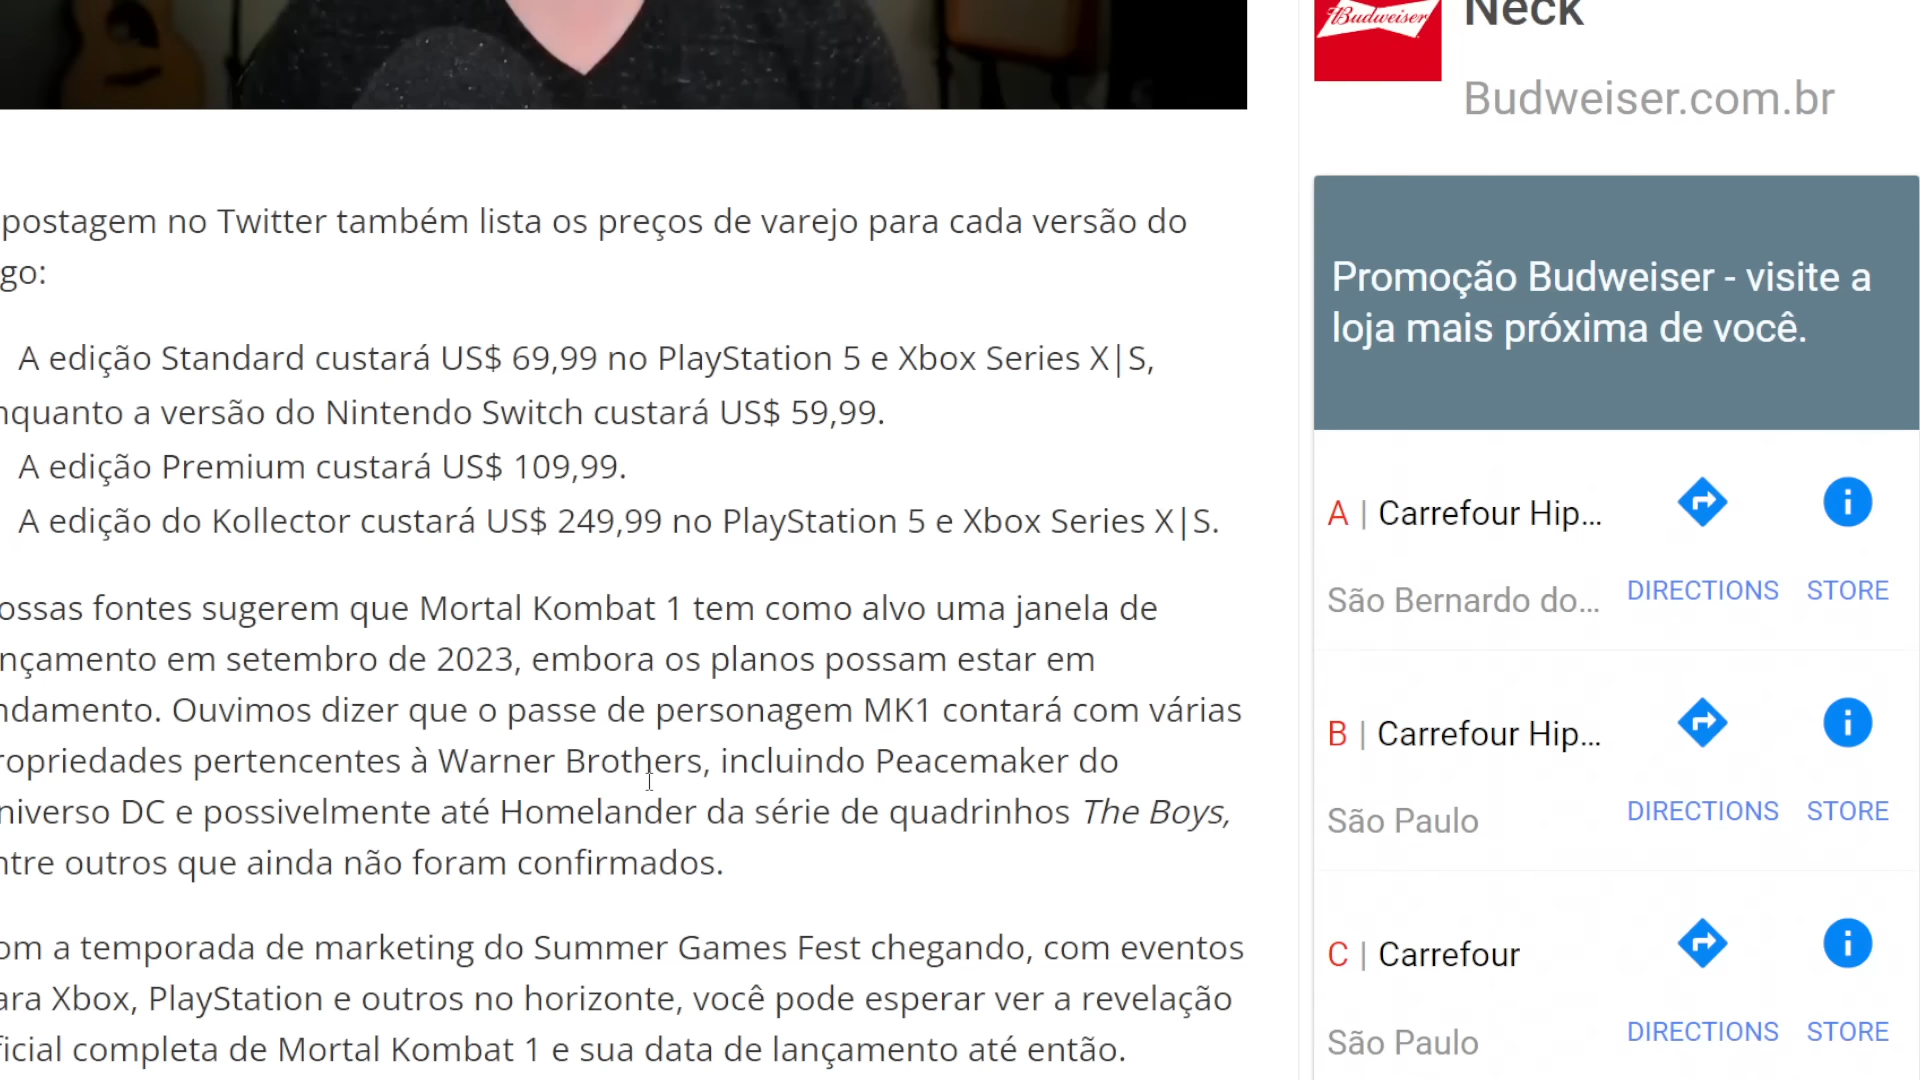 Budweiser
Neck
Budweiser.com.br
postagem no Twitter também lista os preços de varejo para cada versão do
go:
A edição Standard custará US$ 69,99 no PlayStation 5 e Xbox Series X|S,
nquanto a versão do Nintendo Switch custará US$ 59,99.
A edição Premium custará US$ 109,99.
A edição do Kollector custará US$ 249,99 no PlayStation 5 e Xbox Series X|S.
ossas fontes sugerem que Mortal Kombat 1 tem como alvo uma janela de
nçamento em setembro de 2023, embora os planos possam estar em
ndamento. Ouvimos dizer que o passe de personagem MK1 contará com várias
ropriedades pertencentes à Warner Brothers, incluindo Peacemaker do
niverso DC e possivelmente até Homelander da série de quadrinhos The Boys,
ntre outros que ainda não foram confirmados.
om a temporada de marketing do Summer Games Fest chegando, com eventos
ara Xbox, PlayStation e outros no horizonte, você pode esperar ver a revelação
ficial completa de Mortal Kombat 1 e sua data de lançamento até então.
Promoção Budweiser - visite a
loja mais próxima de você.
A | Carrefour Hip...
São Bernardo do...
DIRECTIONS STORE
B | Carrefour Hip...
São Paulo
DIRECTIONS STORE
C | Carrefour
São Paulo
DIRECTIONS STORE